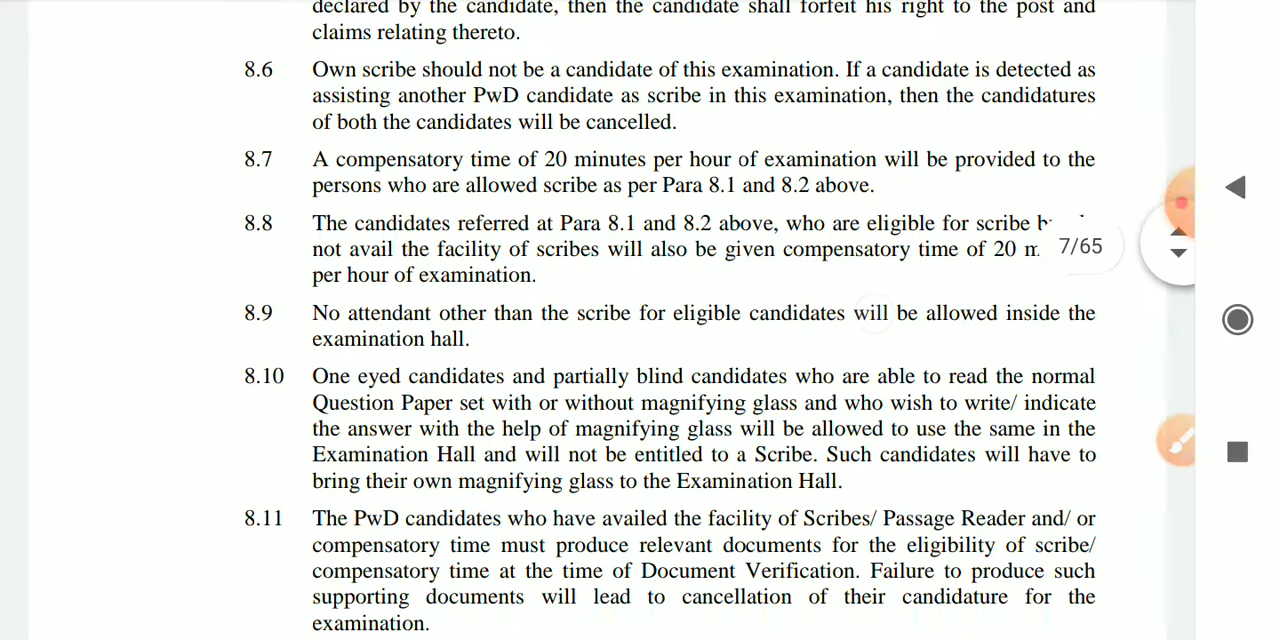 declared by the candidate, then the candidate shall forfeit his right to the post and
claims relating thereto.
8.6 Own scribe should not be a candidate of this examination. If a candidate is detected as
assisting another PwD candidate as scribe in this examination, then the candidatures
of both the candidates will be cancelled.
8.7 A compensatory time of 20 minutes per hour of examination will be provided to the
persons who are allowed scribe as per Para 8.1 and 8.2 above.
8.8 The candidates referred at Para 8.1 and 8.2 above, who are eligible for scribe
not avail the facility of scribes will also be given compensatory time of 20
7/65
per hour of examination.
8.9 No attendant other than the scribe for eligible candidates will be allowed inside the
examination hall.
8.10 One eyed candidates and partially blind candidates who are able to read the normal
Question Paper set with or without magnifying glass and who wish to write/ indicate
the answer with the help of magnifying glass will be allowed to use the same in the
Examination Hall and will not be entitled to a Scribe. Such candidates will have to
bring their own magnifying glass to the Examination Hall.
8.11 The PwD candidates who have availed the facility of Scribes/ Passage Reader and/ or
compensatory time must produce relevant documents for the eligibility of scribe/
compensatory time at the time of Document Verification. Failure to produce such
supporting documents will lead to cancellation of their candidature for the
examination.